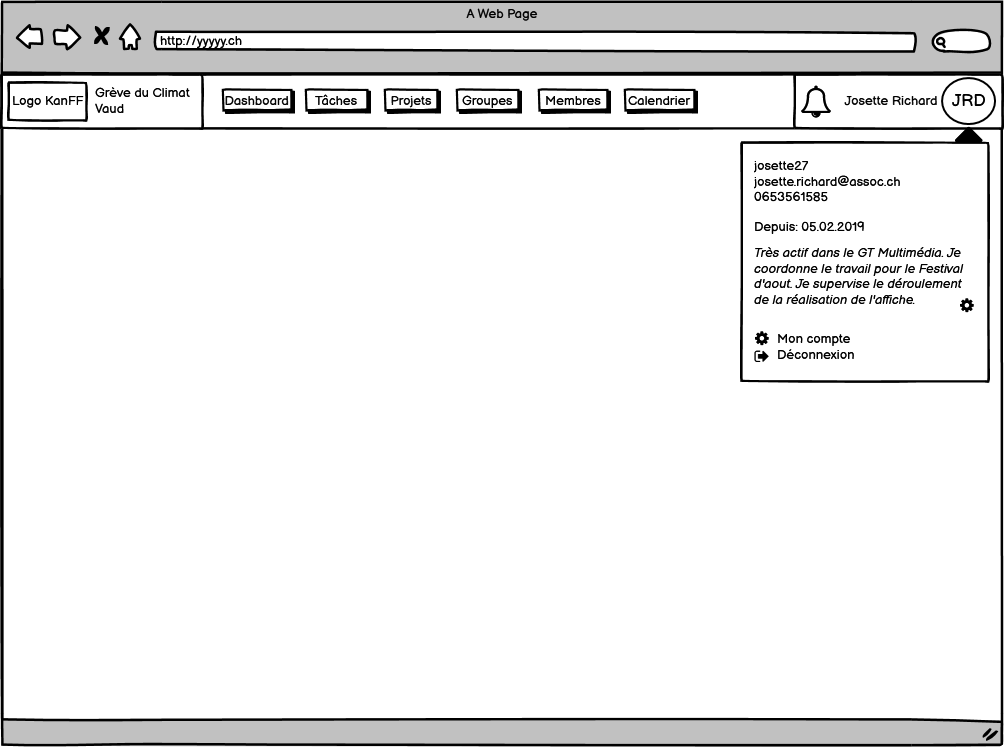 A Web Page
http://yyyyy.ch
Logo KanFF
Grève du Climat
Vaud
Dashboard
Tâches
Projets
Groupes
Membres
Calendrier
Josette Richard
JRD
josette27
josette.richard@assoc.ch
0653561585
Depuis: 05.02.2019
Très actif dans le GT Multimédia. Je
coordonne le travail pour le Festival
d'aout. Je supervise le déroulement
de la réalisation de l'affiche.
Mon compte
Déconnexion